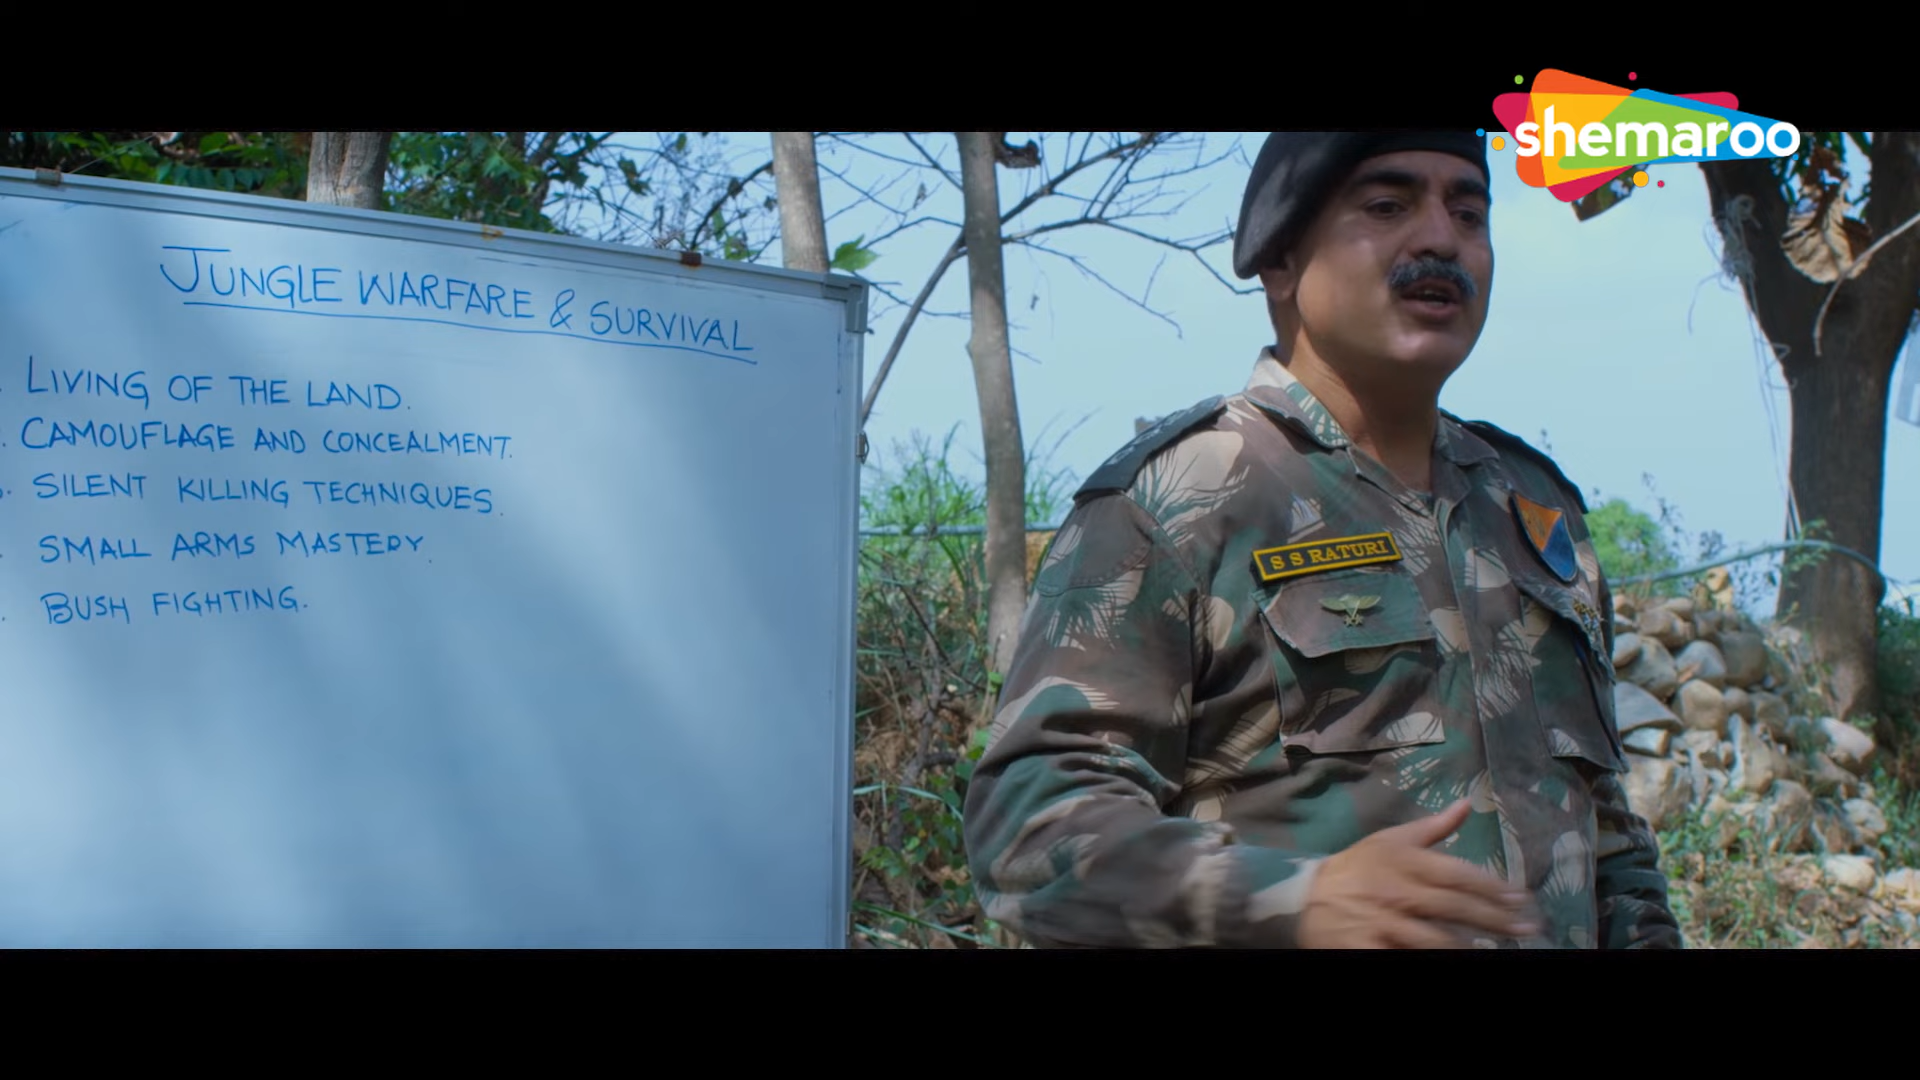 shemaroo
JUNGLE WARFARE & SURVIVAL
LIVING OF THE LAND.
CAMOUFLAGE AND CONCEALMENT.
SILENT KILLING TECHNIQUES.
SMALL ARMS MASTERY.
BUSH FIGHTING.
S S RATURI